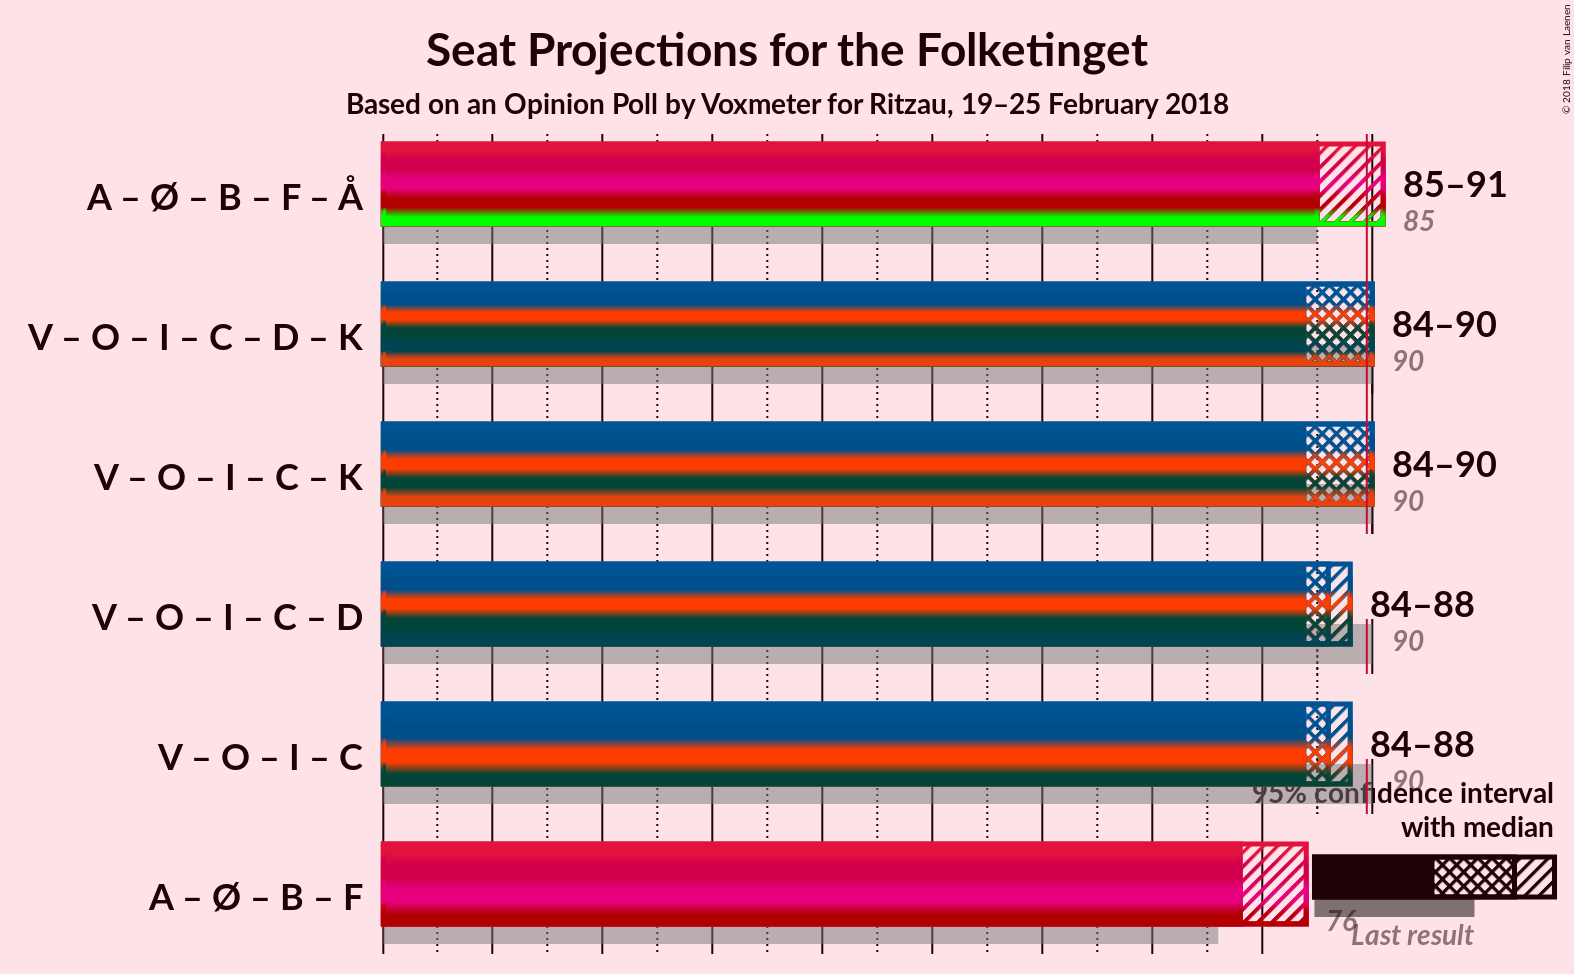 Seat Projections for the Folketinget
Based on an Opinion Poll by Voxmeter for Ritzau, 19–25 February 2018
© 2018 Filip van Laenen
A – Ø – B – F – Å
85–91
85
V – O – I – C – D – K
84–90
90
V – O – I – C – K
84–90
90
V – O – I – C – D
84–88
90
V – O – I – C
84–88
90
95% confidence interval
with median
A – Ø – B – F
76
Last result